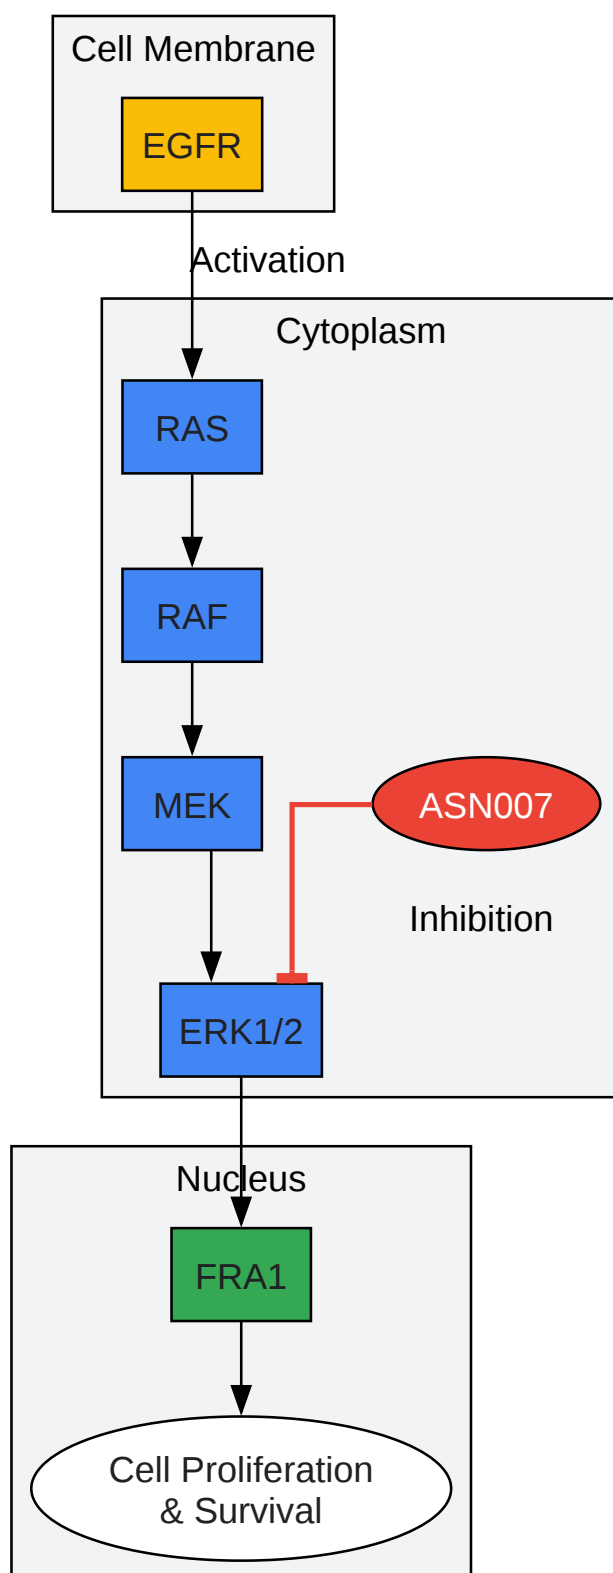 Cell Membrane
EGFR
Activation
Cytoplasm
RAS
RAF
MEK
ASN007
Inhibition
ERK1/2
Nucleus
FRA1
Cell Proliferation
& Survival